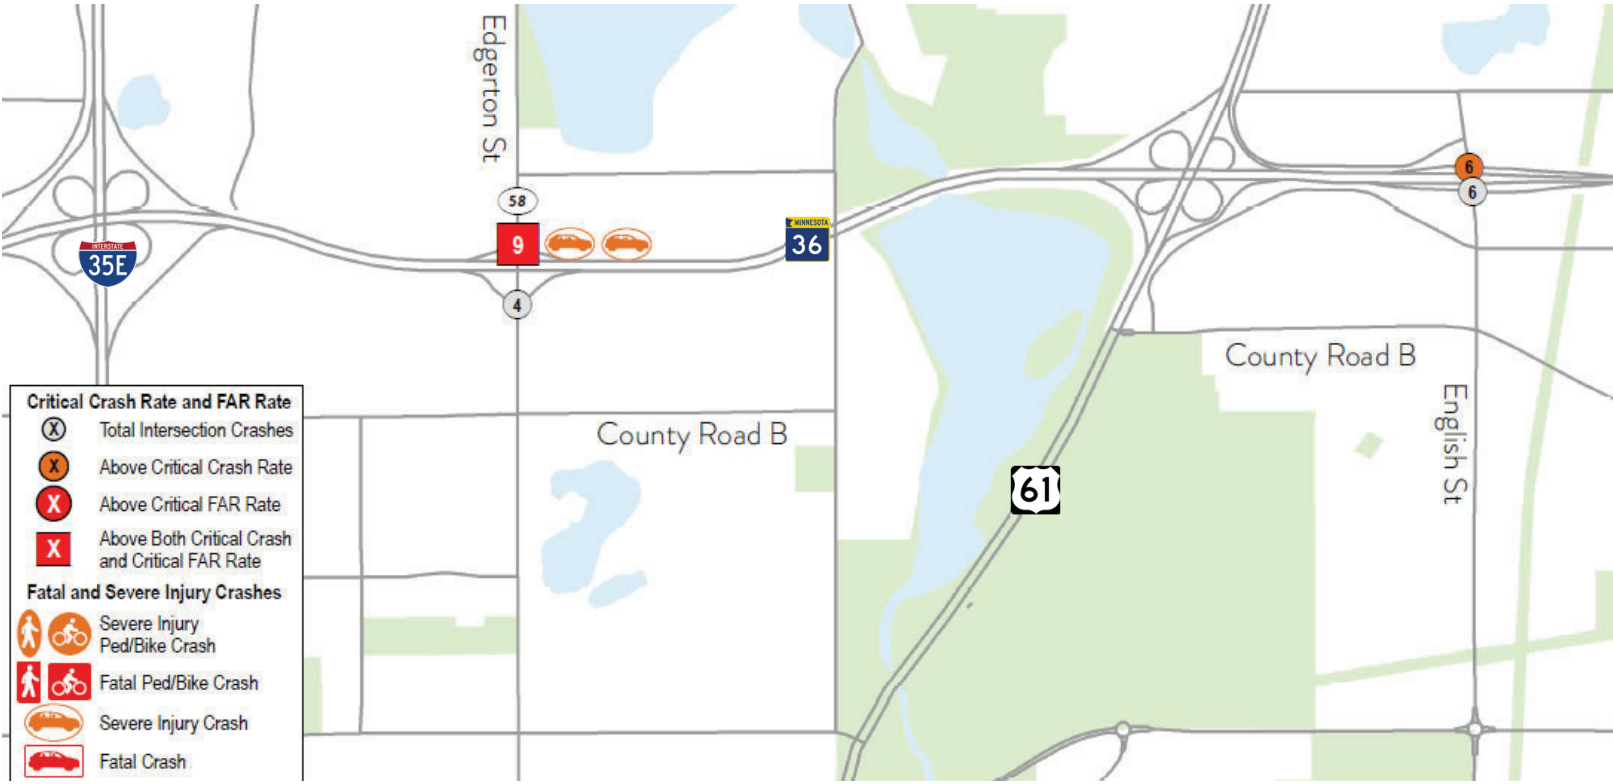 Edgerton St
58
9
4
MINNESOTA
36
INTERSTATE
35E
6
6
County Road B
English St
County Road B
61
Critical Crash Rate and FAR Rate
X Total Intersection Crashes
X Above Critical Crash Rate
X Above Critical FAR Rate
X Above Both Critical Crash
and Critical FAR Rate
Fatal and Severe Injury Crashes
Severe Injury
Ped/Bike Crash
Fatal Ped/Bike Crash
Severe Injury Crash
Fatal Crash